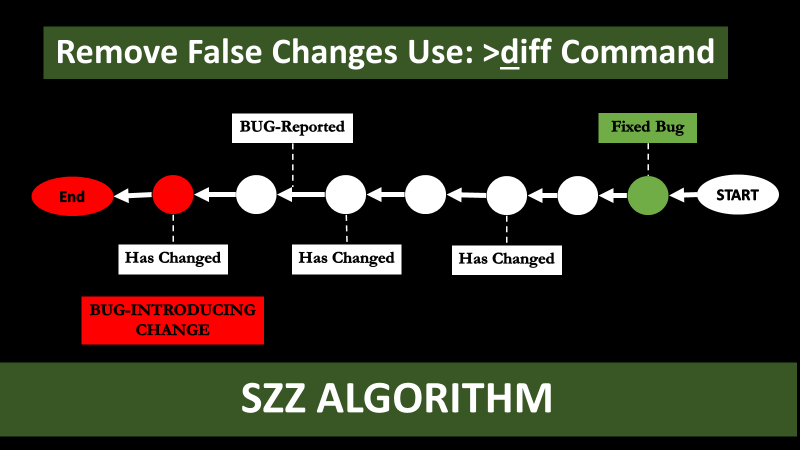 Remove False Changes Use: >diff Command
BUG-Reported
Fixed Bug
End
START
Has Changed
Has Changed
Has Changed
BUG-INTRODUCING
CHANGE
SZZ ALGORITHM